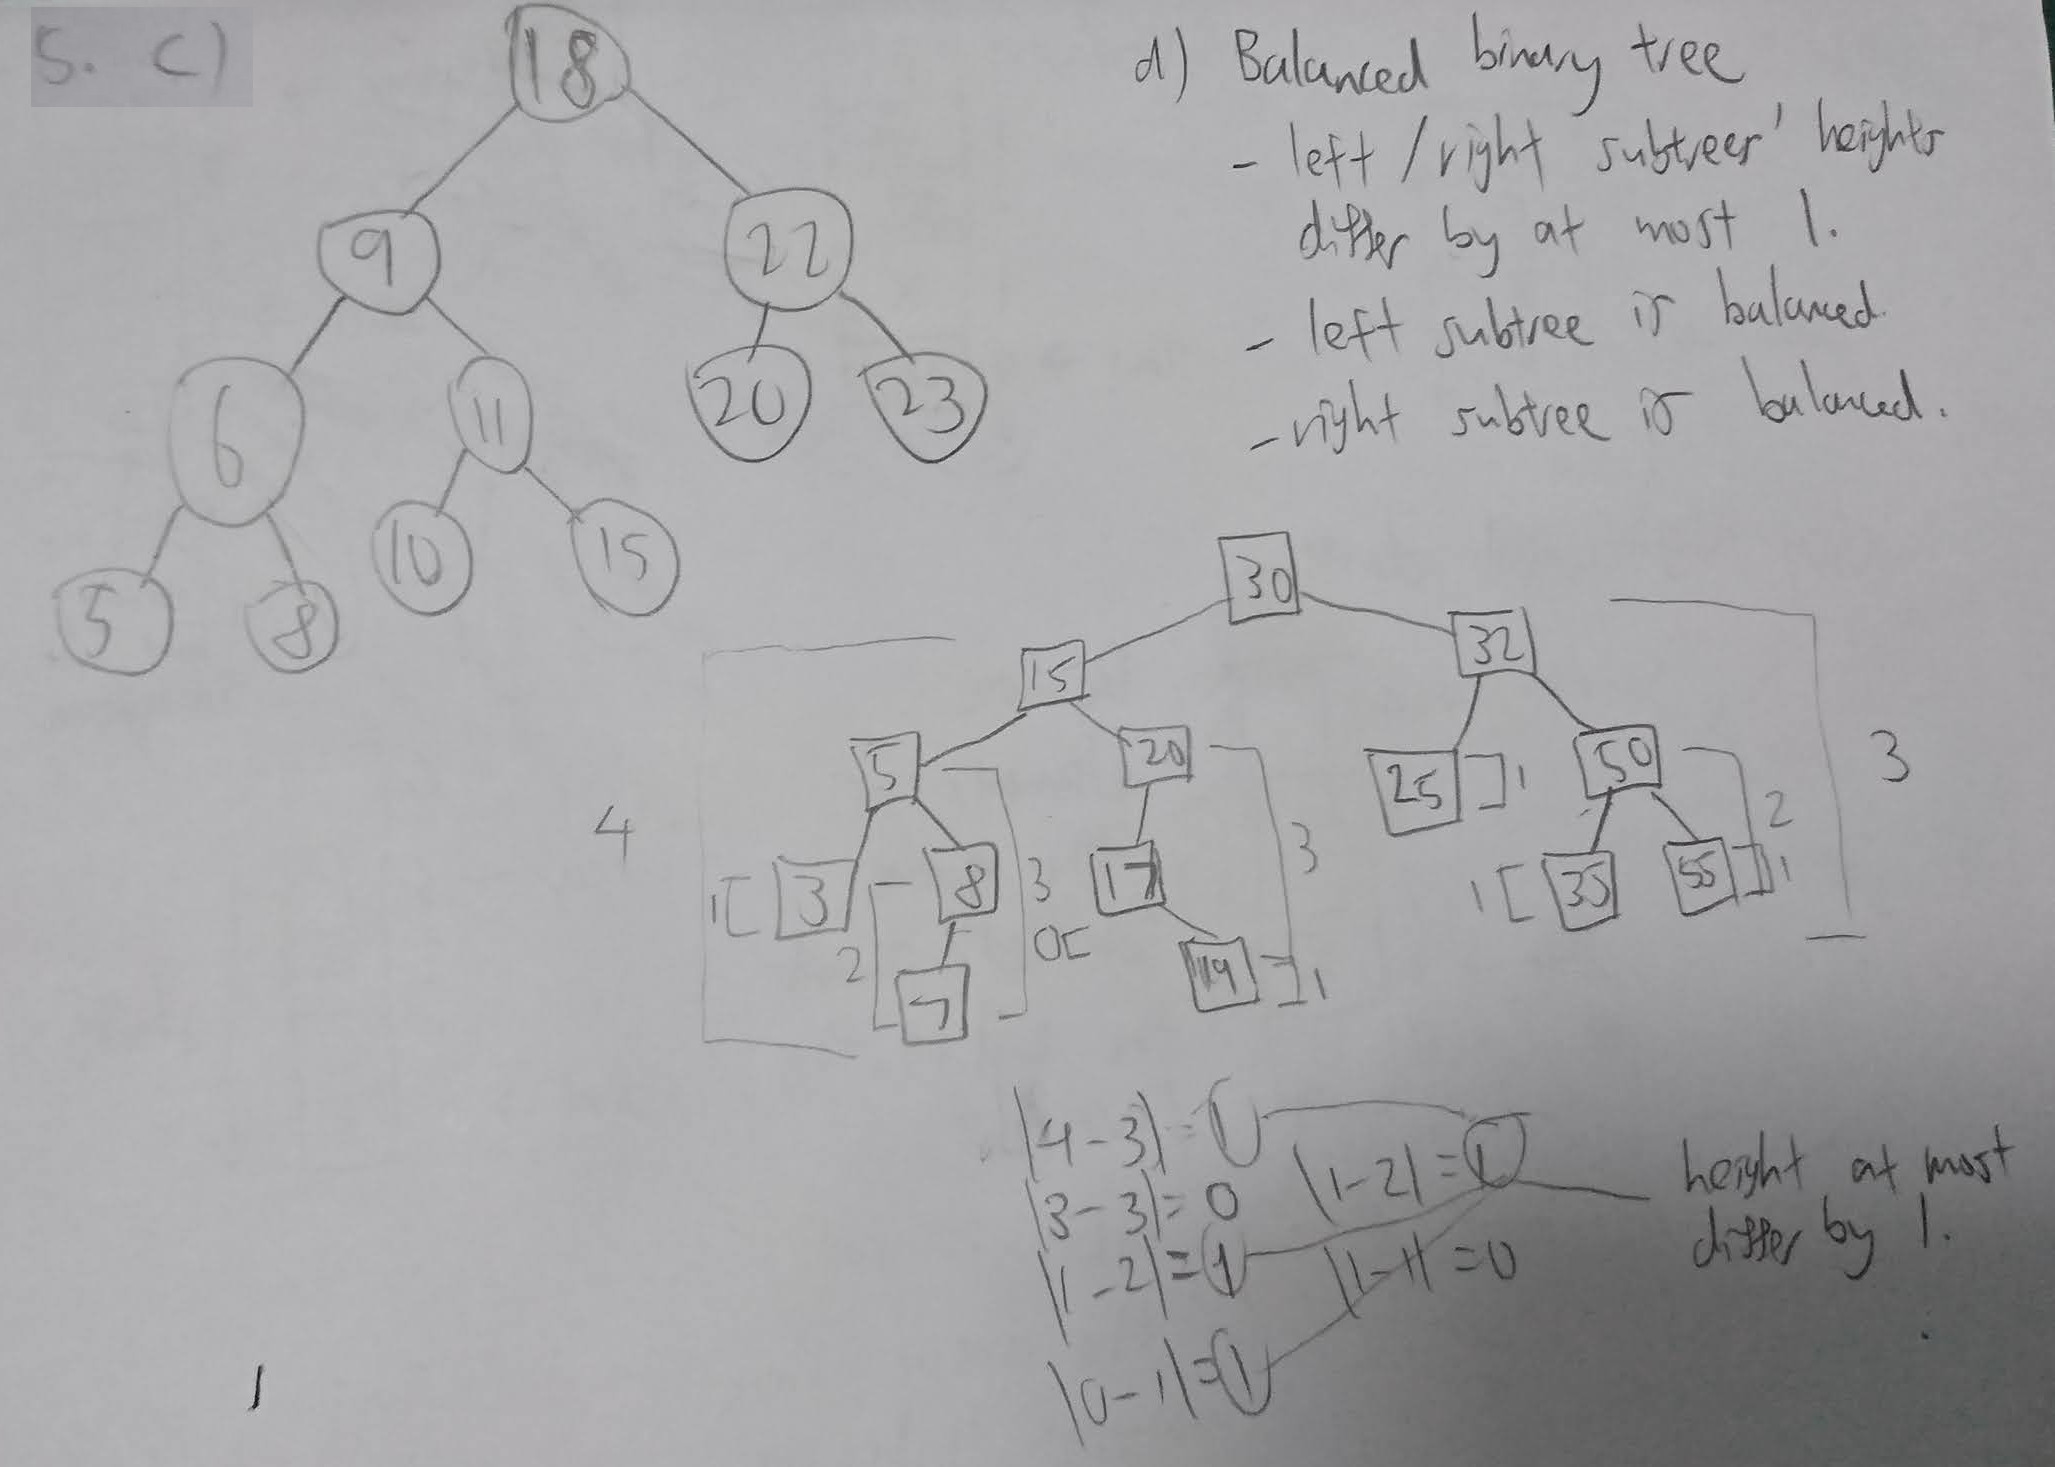 5. c)
18
9
22
6
11
20
23
5
8
10
15
d) Balanced binary tree
- left / right subtrees' heights
differ by at most 1.
- left subtree is balanced.
- right subtree is balanced.
30
15
32
5
20
25 ] 1
50
4
3
2
3
1 [ 3
8
3
17
1 [ 35
55 ] 1
2
0 [
7
19 ] 1
|4-3| = 1
|1-2| = 1
height at most
differ by 1.
|3-3| = 0
|1-2| = 1
|1-1| = 0
|0-1| = 1